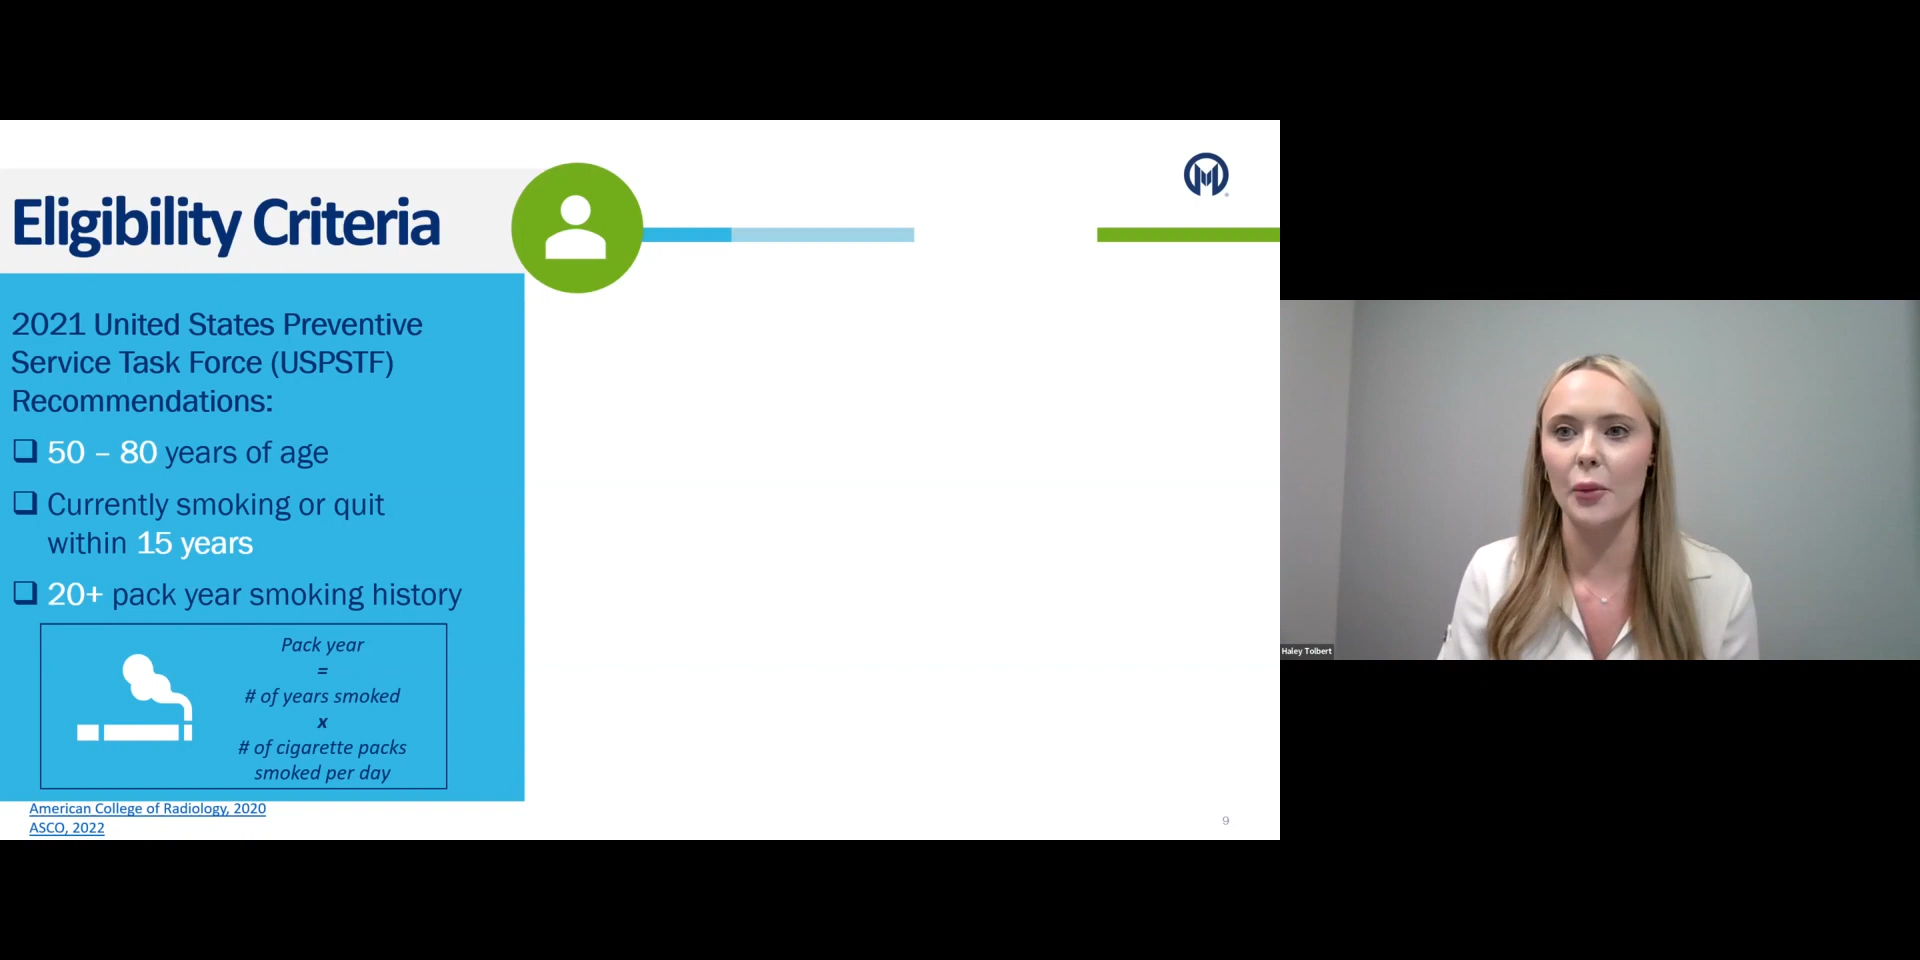 Eligibility Criteria
2021 United States Preventive
Service Task Force (USPSTF)
Recommendations:
50 – 80 years of age
Currently smoking or quit
within 15 years
20+ pack year smoking history
Pack year
=
# of years smoked
x
# of cigarette packs
smoked per day
American College of Radiology, 2020
ASCO, 2022
9
Haley Tolbert